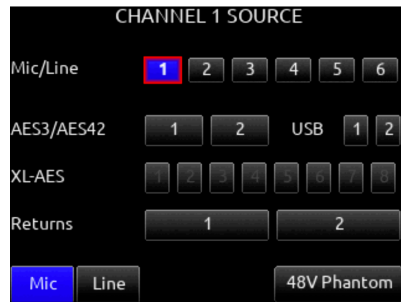 CHANNEL 1 SOURCE
Mic/Line 1 2 3 4 5 6
AES3/AES42 1 2 USB 1 2
XL-AES 1 2 3 4 5 6 7 8
Returns 1 2
Mic Line 48V Phantom